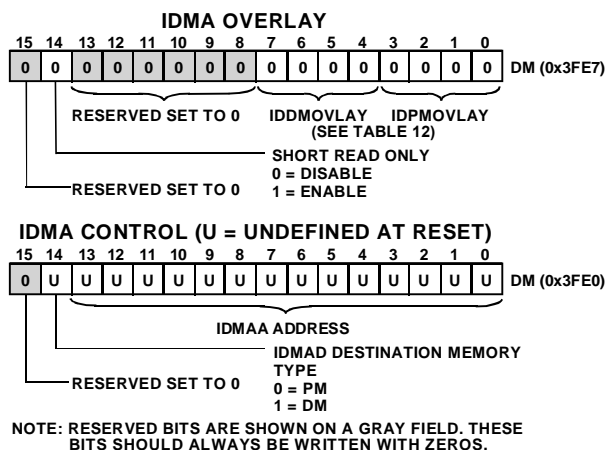 IDMA OVERLAY
15 14 13 12 11 10 9 8 7 6 5 4 3 2 1 0
0 0 0 0 0 0 0 0 0 0 0 0 0 0 0 0 DM (0x3FE7)
RESERVED SET TO 0 IDDMOVLAY IDPMOVLAY
(SEE TABLE 12)
SHORT READ ONLY
0 = DISABLE
1 = ENABLE
RESERVED SET TO 0
IDMA CONTROL (U = UNDEFINED AT RESET)
15 14 13 12 11 10 9 8 7 6 5 4 3 2 1 0
0 U U U U U U U U U U U U U U U DM (0x3FE0)
IDMAA ADDRESS
IDMAD DESTINATION MEMORY
TYPE
0 = PM
1 = DM
RESERVED SET TO 0
NOTE: RESERVED BITS ARE SHOWN ON A GRAY FIELD. THESE
BITS SHOULD ALWAYS BE WRITTEN WITH ZEROS.